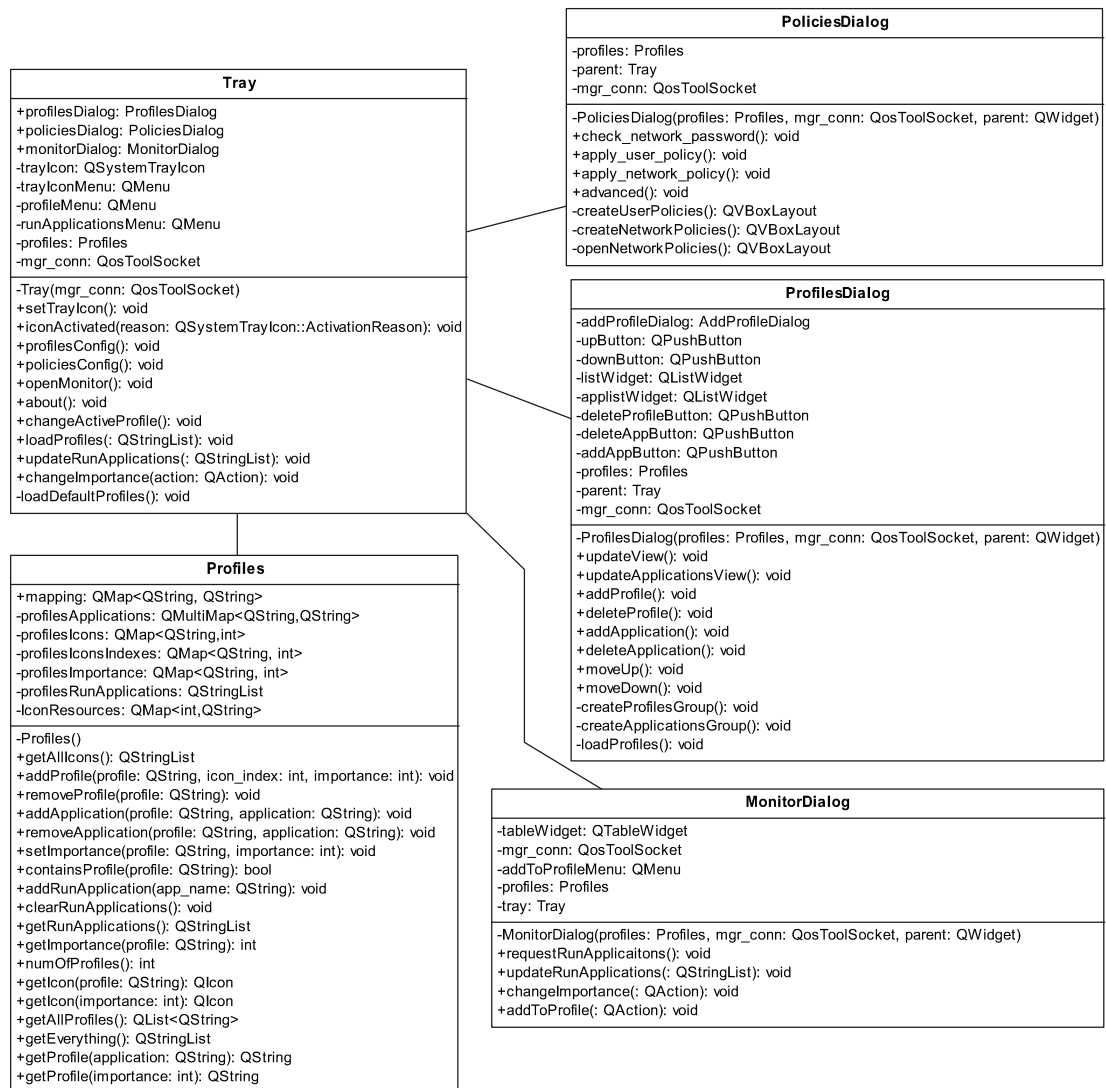 Tray
+profilesDialog: ProfilesDialog
+policiesDialog: PoliciesDialog
+monitorDialog: MonitorDialog
-trayIcon: QSystemTrayIcon
-trayIconMenu: QMenu
-profileMenu: QMenu
-runApplicationsMenu: QMenu
-profiles: Profiles
-mgr_conn: QosToolSocket
-Tray(mgr_conn: QosToolSocket)
+setTrayIcon(): void
+iconActivated(reason: QSystemTrayIcon::ActivationReason): void
+profilesConfig(): void
+policiesConfig(): void
+openMonitor(): void
+about(): void
+changeActiveProfile(): void
+loadProfiles(: QStringList): void
+updateRunApplications(: QStringList): void
+changeImportance(action: QAction): void
-loadDefaultProfiles(): void
Profiles
+mapping: QMap<QString, QString>
-profilesApplications: QMultiMap<QString,QString>
-profilesIcons: QMap<QString,int>
-profilesIconsIndexes: QMap<QString, int>
-profilesImportance: QMap<QString, int>
-profilesRunApplications: QStringList
-IconResources: QMap<int,QString>
-Profiles()
+getAllIcons(): QStringList
+addProfile(profile: QString, icon_index: int, importance: int): void
+removeProfile(profile: QString): void
+addApplication(profile: QString, application: QString): void
+removeApplication(profile: QString, application: QString): void
+setImportance(profile: QString, importance: int): void
+containsProfile(profile: QString): bool
+addRunApplication(app_name: QString): void
+clearRunApplications(): void
+getRunApplications(): QStringList
+getImportance(profile: QString): int
+numOfProfiles(): int
+getIcon(profile: QString): QIcon
+getIcon(importance: int): QIcon
+getAllProfiles(): QList<QString>
+getEverything(): QStringList
+getProfile(application: QString): QString
+getProfile(importance: int): QString
PoliciesDialog
-profiles: Profiles
-parent: Tray
-mgr_conn: QosToolSocket
-PoliciesDialog(profiles: Profiles, mgr_conn: QosToolSocket, parent: QWidget)
+check_network_password(): void
+apply_user_policy(): void
+apply_network_policy(): void
+advanced(): void
-createUserPolicies(): QVBoxLayout
-createNetworkPolicies(): QVBoxLayout
-openNetworkPolicies(): QVBoxLayout
ProfilesDialog
-addProfileDialog: AddProfileDialog
-upButton: QPushButton
-downButton: QPushButton
-listWidget: QListWidget
-applistWidget: QListWidget
-deleteProfileButton: QPushButton
-deleteAppButton: QPushButton
-addAppButton: QPushButton
-profiles: Profiles
-parent: Tray
-mgr_conn: QosToolSocket
-ProfilesDialog(profiles: Profiles, mgr_conn: QosToolSocket, parent: QWidget)
+updateView(): void
+updateApplicationsView(): void
+addProfile(): void
+deleteProfile(): void
+addApplication(): void
+deleteApplication(): void
+moveUp(): void
+moveDown(): void
-createProfilesGroup(): void
-createApplicationsGroup(): void
-loadProfiles(): void
MonitorDialog
-tableWidget: QTableWidget
-mgr_conn: QosToolSocket
-addToProfileMenu: QMenu
-profiles: Profiles
-tray: Tray
-MonitorDialog(profiles: Profiles, mgr_conn: QosToolSocket, parent: QWidget)
+requestRunApplicaitons(): void
+updateRunApplications(: QStringList): void
+changeImportance(: QAction): void
+addToProfile(: QAction): void